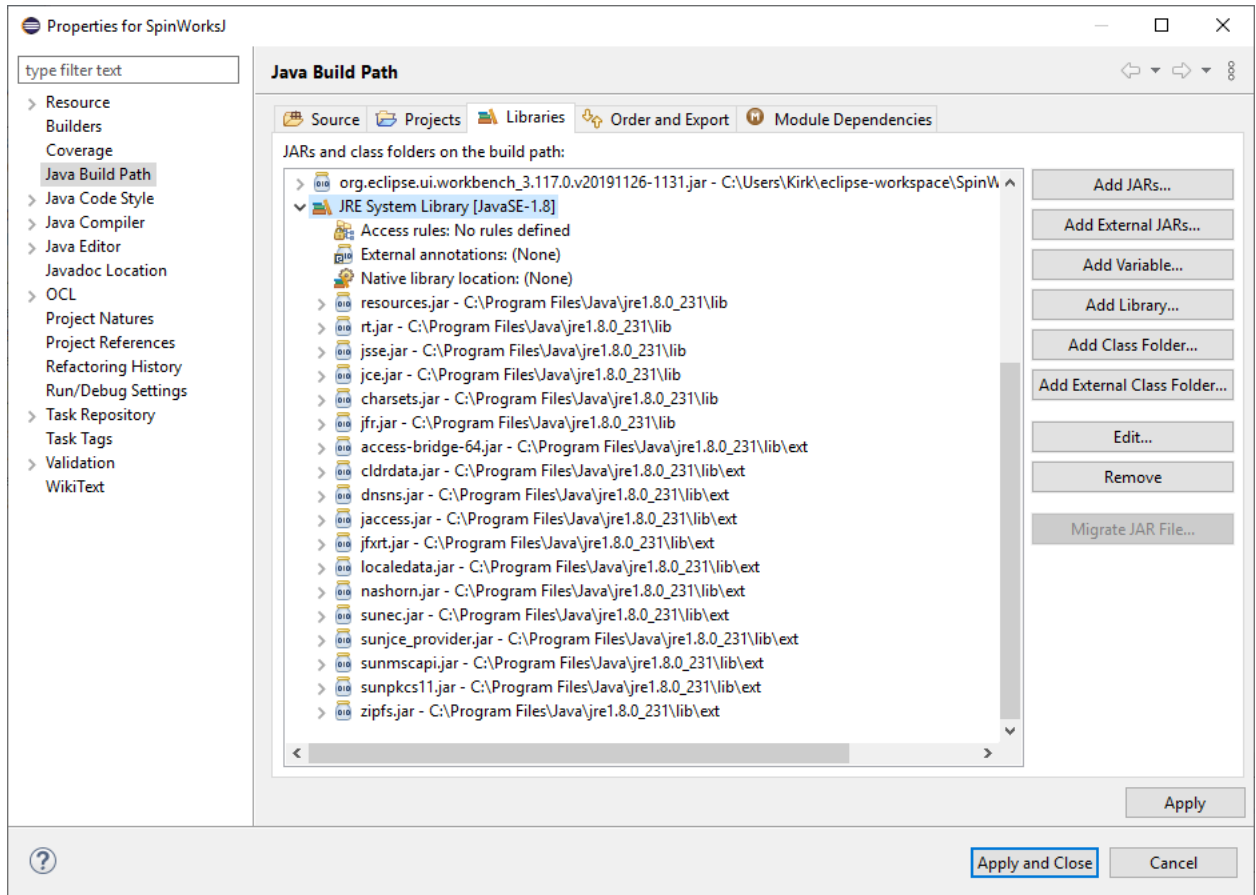 Properties for SpinWorksJ
type filter text
Resource
Builders
Coverage
Java Build Path
Java Code Style
Java Compiler
Java Editor
Javadoc Location
OCL
Project Natures
Project References
Refactoring History
Run/Debug Settings
Task Repository
Task Tags
Validation
WikiText
Java Build Path
Source Projects Libraries Order and Export Module Dependencies
JARs and class folders on the build path:
org.eclipse.ui.workbench_3.117.0.v20191126-1131.jar - C:\Users\Kirk\eclipse-workspace\SpinW
JRE System Library [JavaSE-1.8]
Access rules: No rules defined
External annotations: (None)
Native library location: (None)
resources.jar - C:\Program Files\Java\jre1.8.0_231\lib
rt.jar - C:\Program Files\Java\jre1.8.0_231\lib
jsse.jar - C:\Program Files\Java\jre1.8.0_231\lib
jce.jar - C:\Program Files\Java\jre1.8.0_231\lib
charsets.jar - C:\Program Files\Java\jre1.8.0_231\lib
jfr.jar - C:\Program Files\Java\jre1.8.0_231\lib
access-bridge-64.jar - C:\Program Files\Java\jre1.8.0_231\lib\ext
cldrdata.jar - C:\Program Files\Java\jre1.8.0_231\lib\ext
dnsns.jar - C:\Program Files\Java\jre1.8.0_231\lib\ext
jaccess.jar - C:\Program Files\Java\jre1.8.0_231\lib\ext
jfxrt.jar - C:\Program Files\Java\jre1.8.0_231\lib\ext
localedata.jar - C:\Program Files\Java\jre1.8.0_231\lib\ext
nashorn.jar - C:\Program Files\Java\jre1.8.0_231\lib\ext
sunec.jar - C:\Program Files\Java\jre1.8.0_231\lib\ext
sunjce_provider.jar - C:\Program Files\Java\jre1.8.0_231\lib\ext
sunmscapi.jar - C:\Program Files\Java\jre1.8.0_231\lib\ext
sunpkcs11.jar - C:\Program Files\Java\jre1.8.0_231\lib\ext
zipfs.jar - C:\Program Files\Java\jre1.8.0_231\lib\ext
Add JARs...
Add External JARs...
Add Variable...
Add Library...
Add Class Folder...
Add External Class Folder...
Edit...
Remove
Migrate JAR File...
Apply
Apply and Close Cancel